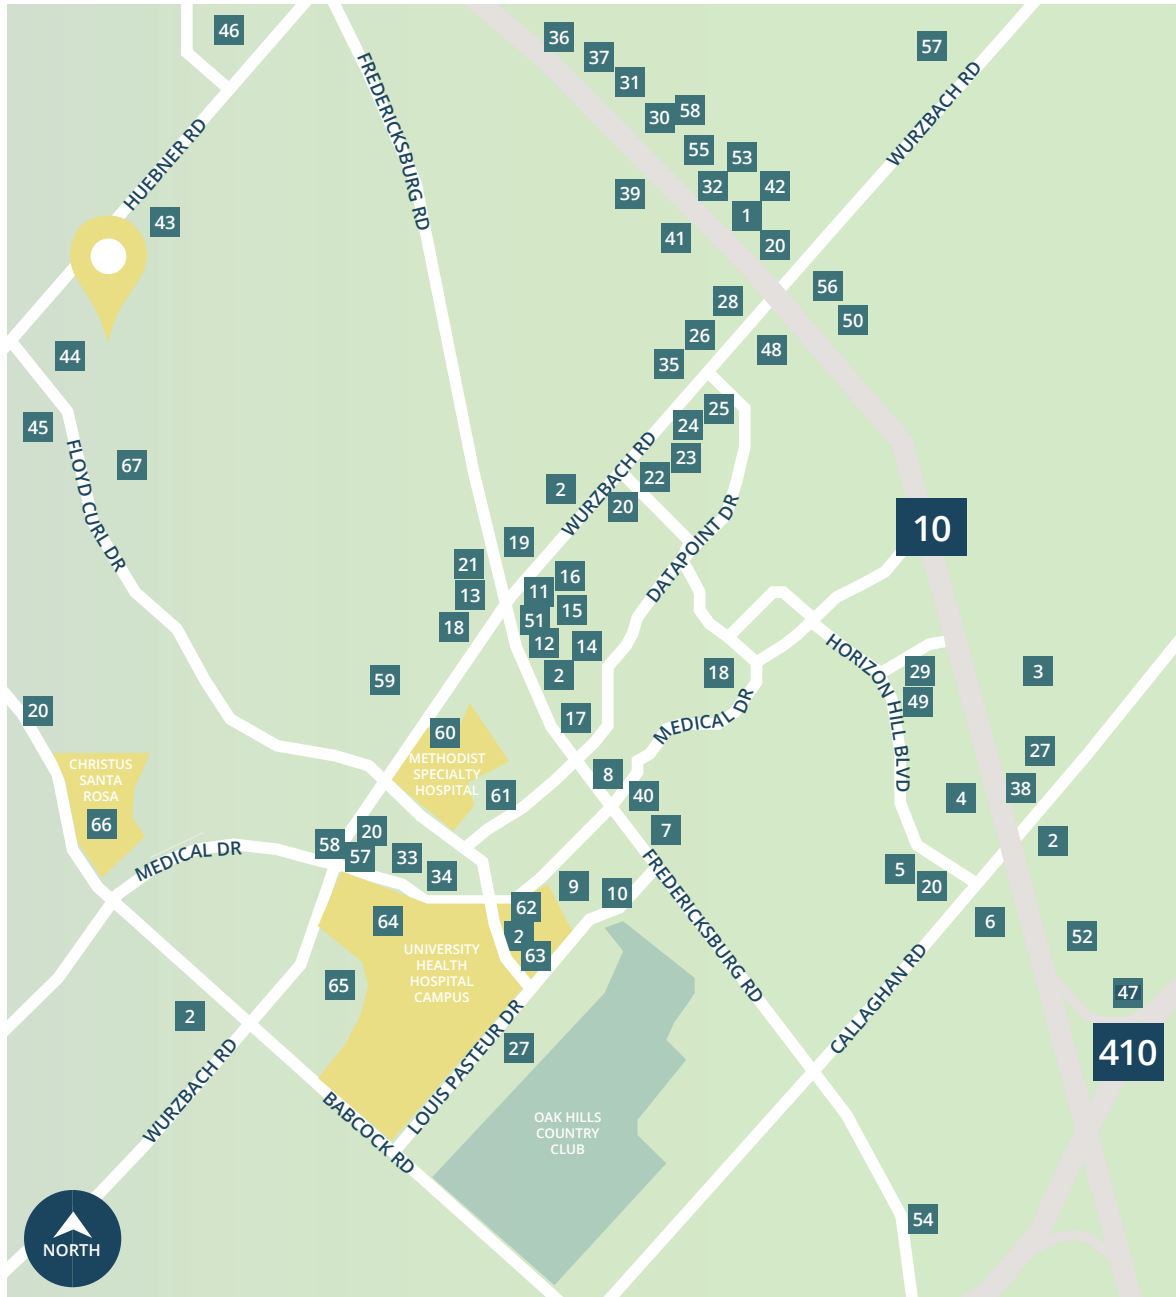 46
36
37
57
31
30
58
FREDERICKSBURG RD
WURZBACH RD
55
53
HUEBNER RD
32
42
39
43
1
41
20
56
28
50
26
48
35
44
25
24
45
WURZBACH RD
23
67
22
2
FLOYD CURL DR
20
DATAPOINT DR
10
19
21
16
11
13
15
51
18
12
14
HORIZON HILL BLVD
2
18
29
3
59
49
20
17
MEDICAL DR
60
27
CHRISTUS
SANTA
ROSA
METHODIST
SPECIALTY
HOSPITAL
8
38
61
40
4
66
20
7
58
2
57
33
MEDICAL DR
34
5
9
20
10
FREDERICKSBURG RD
62
64
6
2
52
63
UNIVERSITY
HEALTH
HOSPITAL
CAMPUS
65
47
CALLAGHAN RD
2
LOUIS PASTEUR DR
27
410
WURZBACH RD
BABCOCK RD
OAK HILLS
COUNTRY
CLUB
54
NORTH